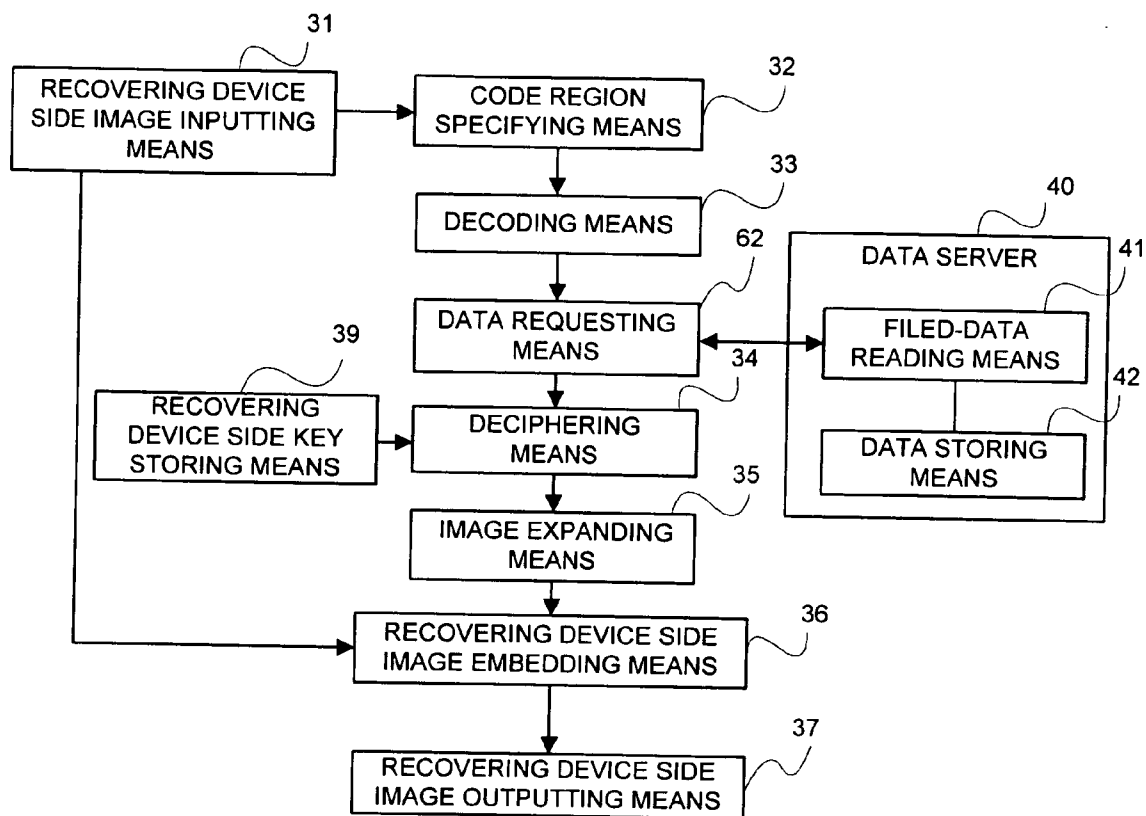 31
RECOVERING DEVICE
SIDE IMAGE INPUTTING
MEANS
32
CODE REGION
SPECIFYING MEANS
33
DECODING MEANS
62
DATA REQUESTING
MEANS
40
DATA SERVER
41
FILED-DATA
READING MEANS
42
DATA STORING
MEANS
39
RECOVERING
DEVICE SIDE KEY
STORING MEANS
34
DECIPHERING
MEANS
35
IMAGE EXPANDING
MEANS
36
RECOVERING DEVICE SIDE
IMAGE EMBEDDING MEANS
37
RECOVERING DEVICE SIDE
IMAGE OUTPUTTING MEANS